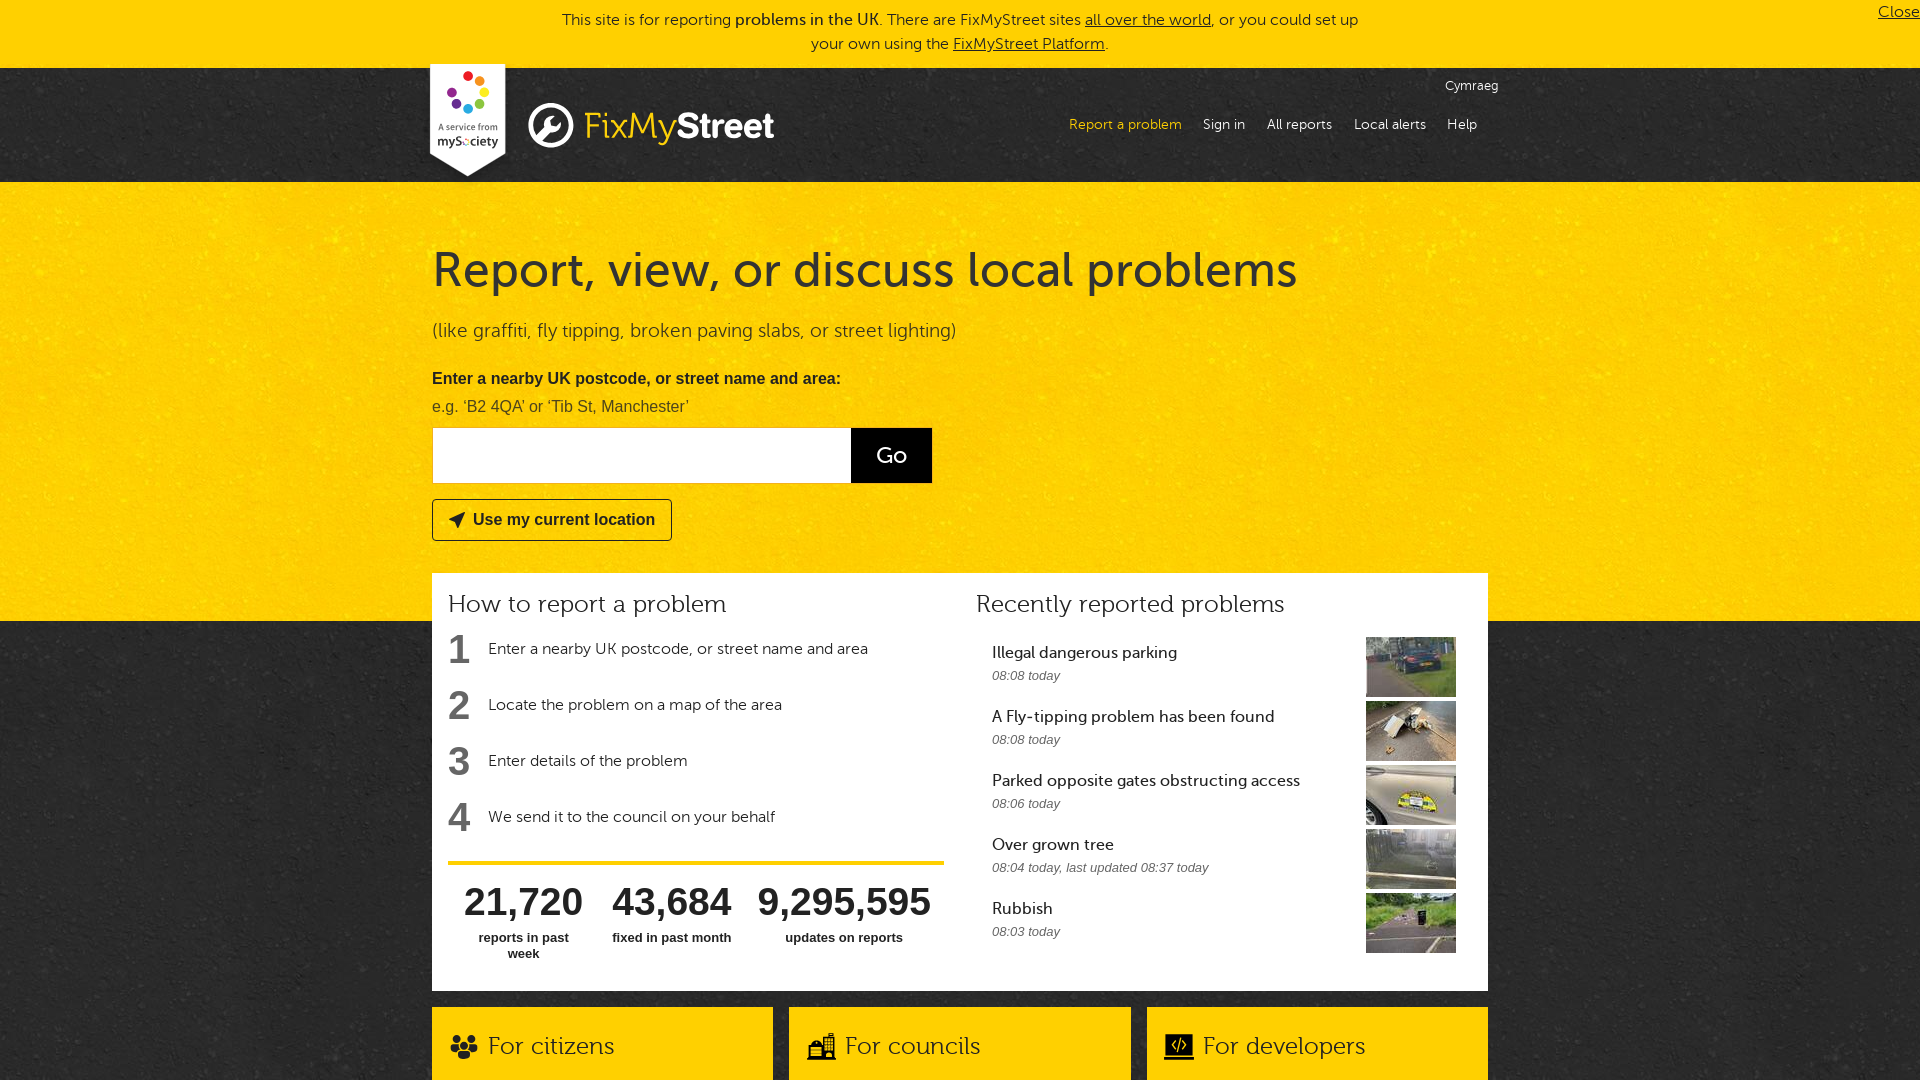 This site is for reporting problems in the UK. There are FixMyStreet sites all over the world, or you could set up
your own using the FixMyStreet Platform.
Close
A service from
mySociety
FixMyStreet
Cymraeg
Report a problem
Sign in
All reports
Local alerts
Help
Report, view, or discuss local problems
(like graffiti, fly tipping, broken paving slabs, or street lighting)
Enter a nearby UK postcode, or street name and area:
e.g. ‘B2 4QA’ or ‘Tib St, Manchester’
Go
Use my current location
How to report a problem
1 Enter a nearby UK postcode, or street name and area
2 Locate the problem on a map of the area
3 Enter details of the problem
4 We send it to the council on your behalf
21,720
reports in past
week
43,684
fixed in past month
9,295,595
updates on reports
Recently reported problems
Illegal dangerous parking
08:08 today
A Fly-tipping problem has been found
08:08 today
Parked opposite gates obstructing access
08:06 today
Over grown tree
08:04 today, last updated 08:37 today
Rubbish
08:03 today
For citizens
For councils
For developers